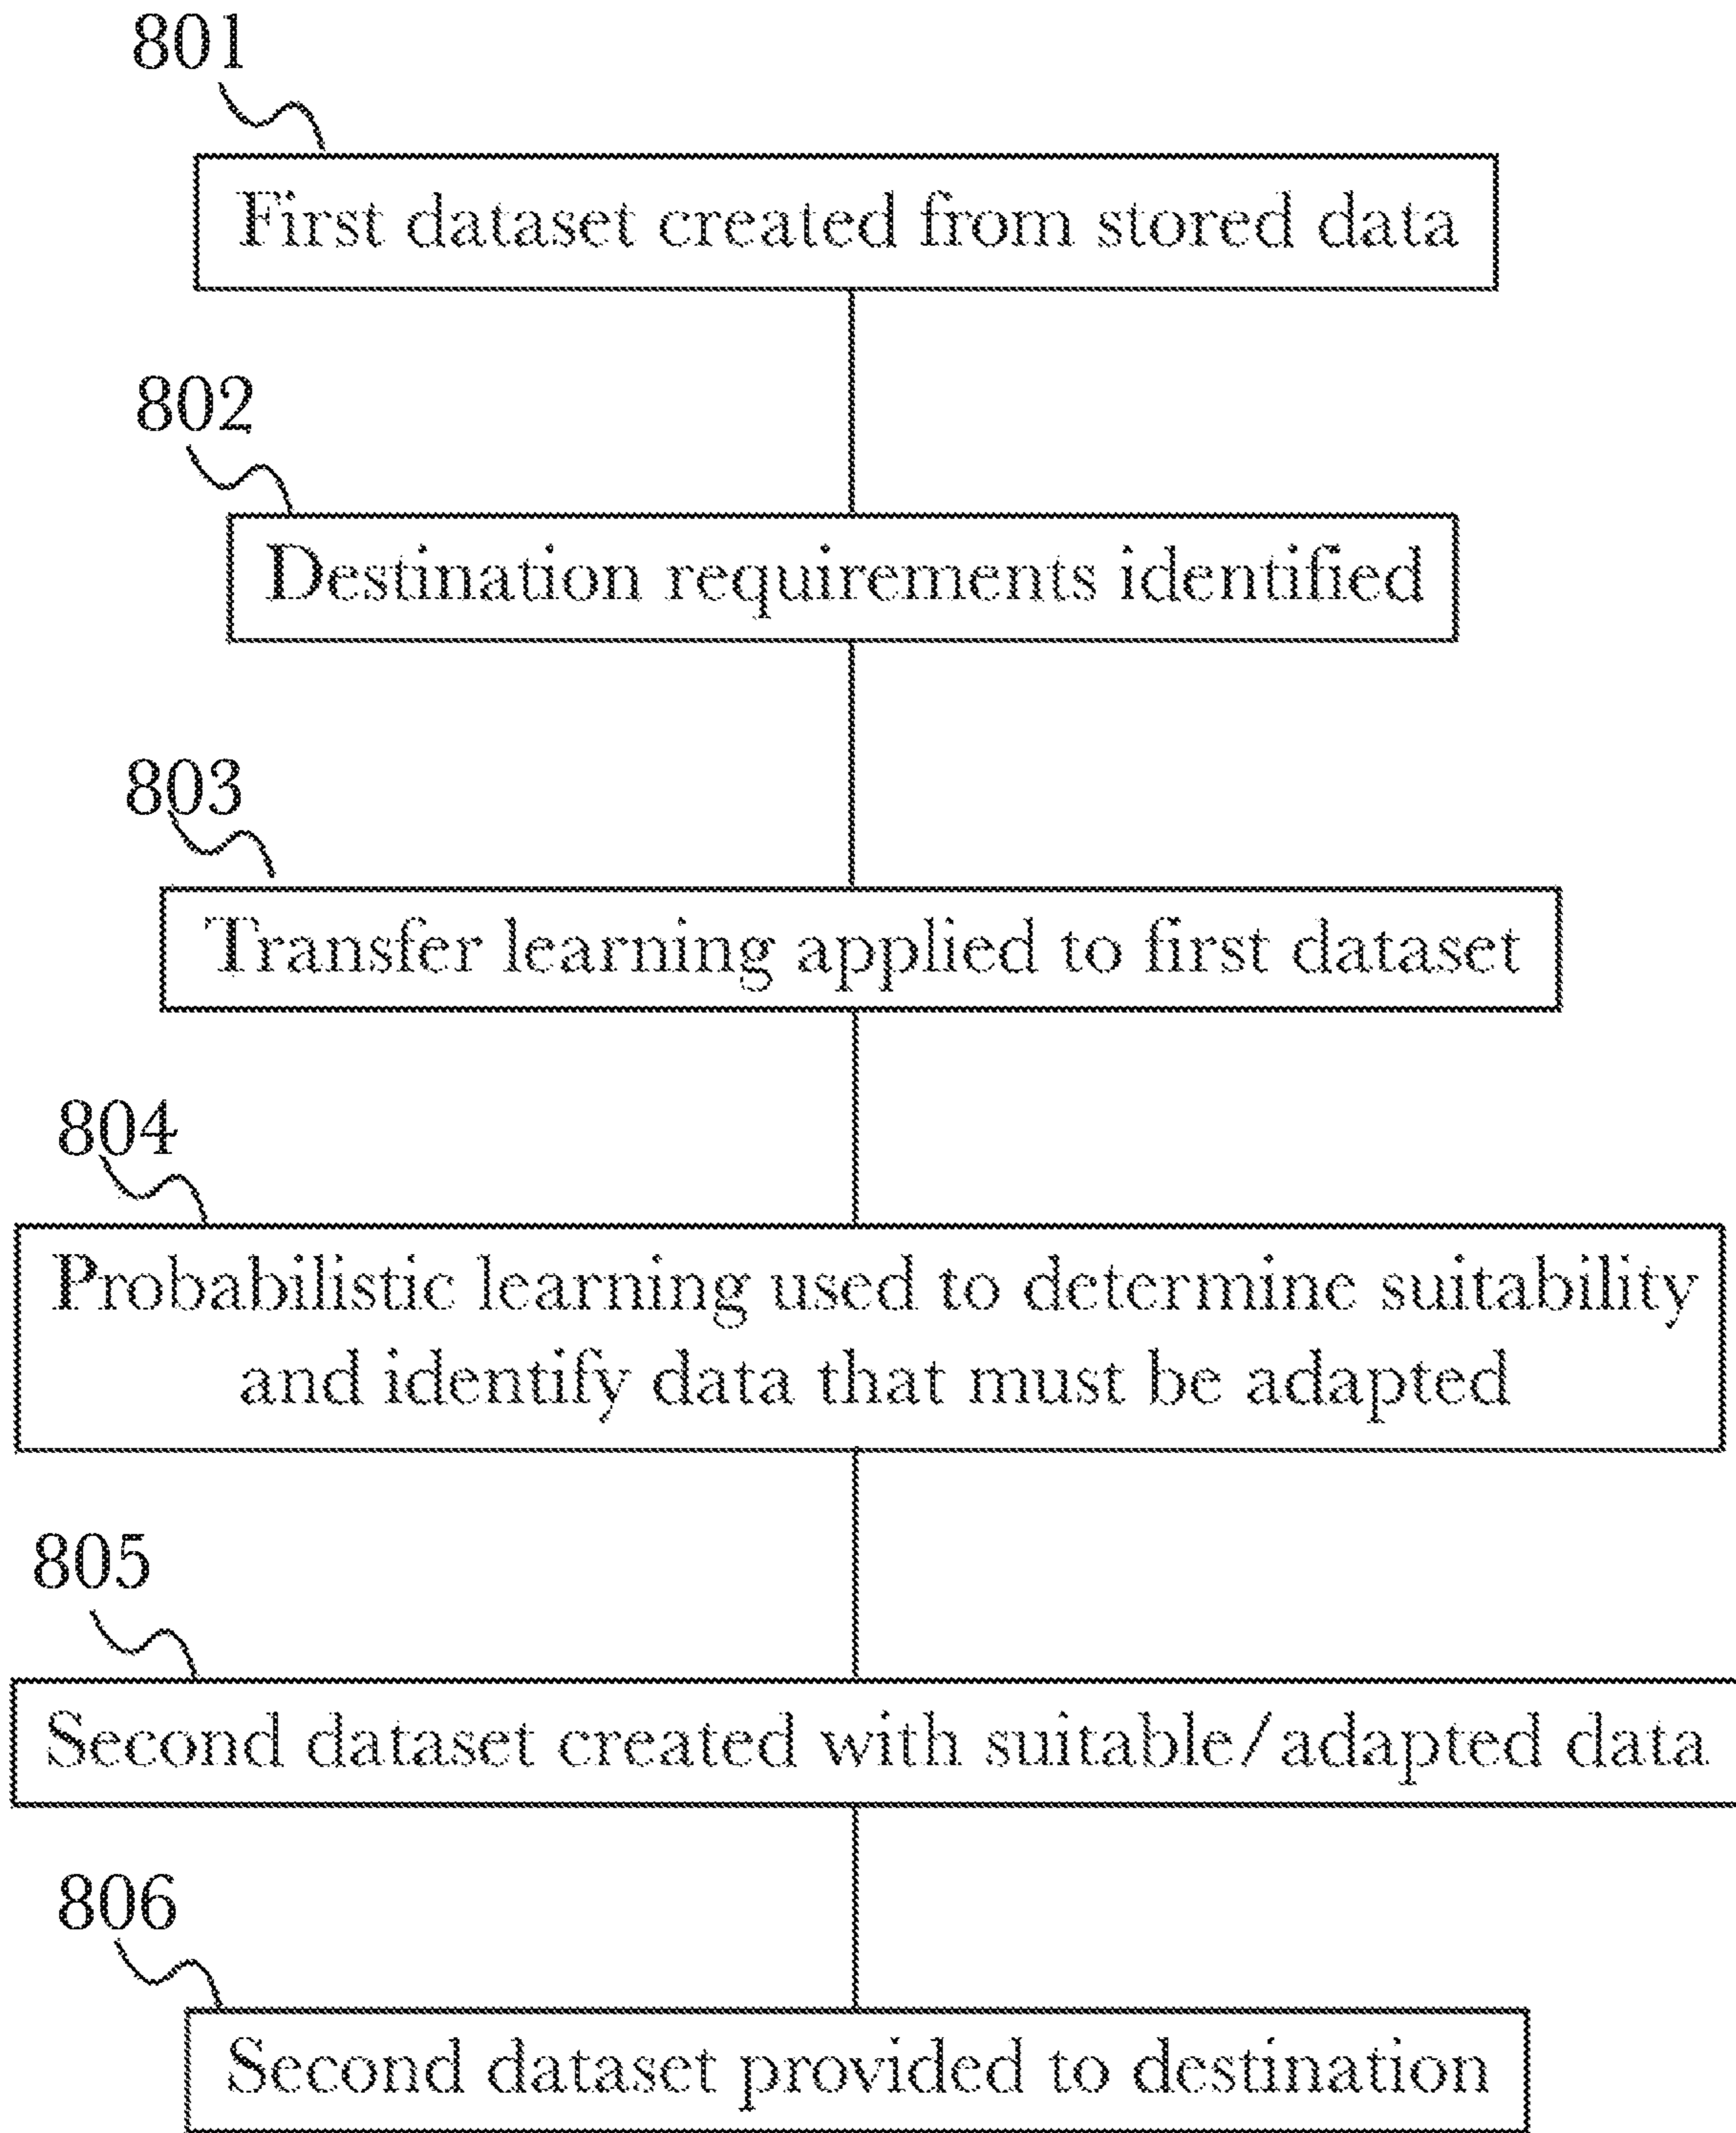 801
First dataset created from stored data
802
Destination requirements identified
803
Transfer learning applied to first dataset
804
Probabilistic learning used to determine suitability
and identify data that must be adapted
805
Second dataset created with suitable/adapted data
806
Second dataset provided to destination